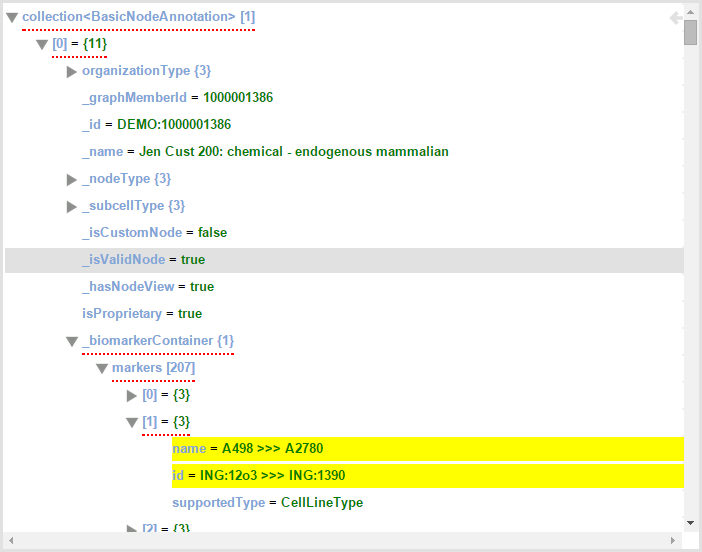 collection<BasicNodeAnnotation> [1]
[0] = {11}
organizationType {3}
_graphMemberId = 1000001386
_id = DEMO:1000001386
_name = Jen Cust 200: chemical - endogenous mammalian
_nodeType {3}
_subcellType {3}
_isCustomNode = false
_isValidNode = true
_hasNodeView = true
isProprietary = true
_biomarkerContainer {1}
markers [207]
[0] = {3}
[1] = {3}
name = A498 >>> A2780
id = ING:12o3 >>> ING:1390
supportedType = CellLineType
[2] = {3}